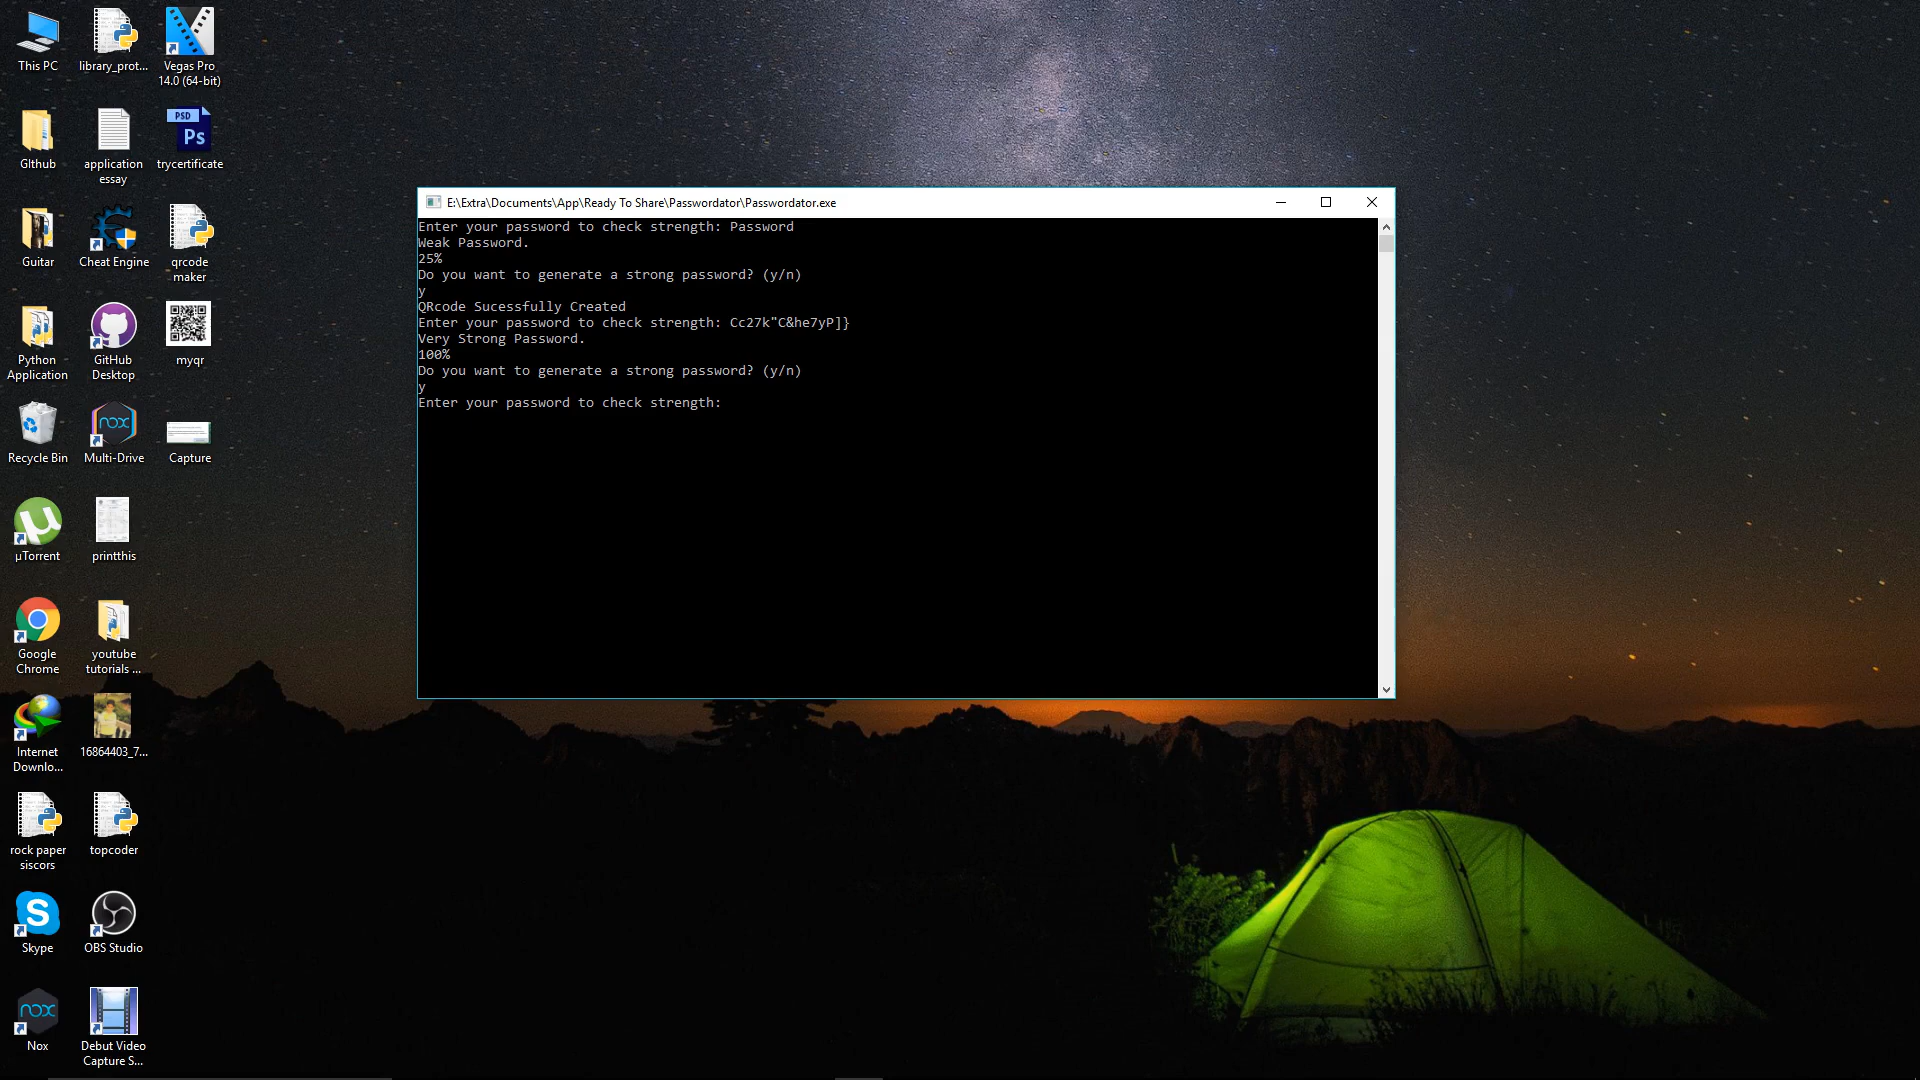 This PC
library_prot...
Vegas Pro
14.0 (64-bit)
GIthub
application
essay
PSD
Ps
trycertificate
Guitar
Cheat Engine
qrcode
maker
Python
Application
GitHub
Desktop
myqr
Recycle Bin
nox
Multi-Drive
Capture
µTorrent
printthis
Google
Chrome
youtube
tutorials ...
Internet
Downlo...
16864403_7...
rock paper
siscors
topcoder
Skype
OBS Studio
nox
Nox
Debut Video
Capture S...
E:\Extra\Documents\App\Ready To Share\Passwordator\Passwordator.exe
Enter your password to check strength: Password
Weak Password.
25%
Do you want to generate a strong password? (y/n)
y
QRcode Sucessfully Created
Enter your password to check strength: Cc27k"C&he7yP]}
Very Strong Password.
100%
Do you want to generate a strong password? (y/n)
y
Enter your password to check strength: